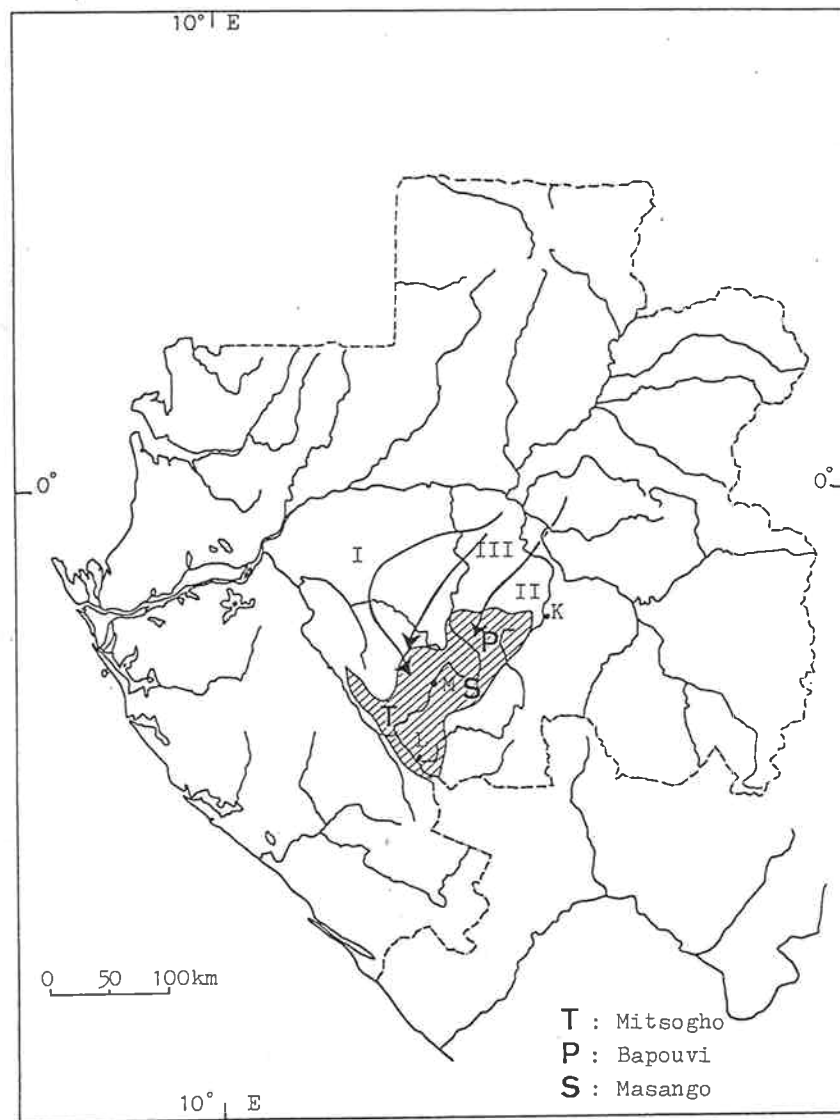 10° E
0° 0°
I
III
II
K
P
M
S
T
L
0 50 100km
T : Mitsogho
P : Bapouvi
S : Masango
10° E